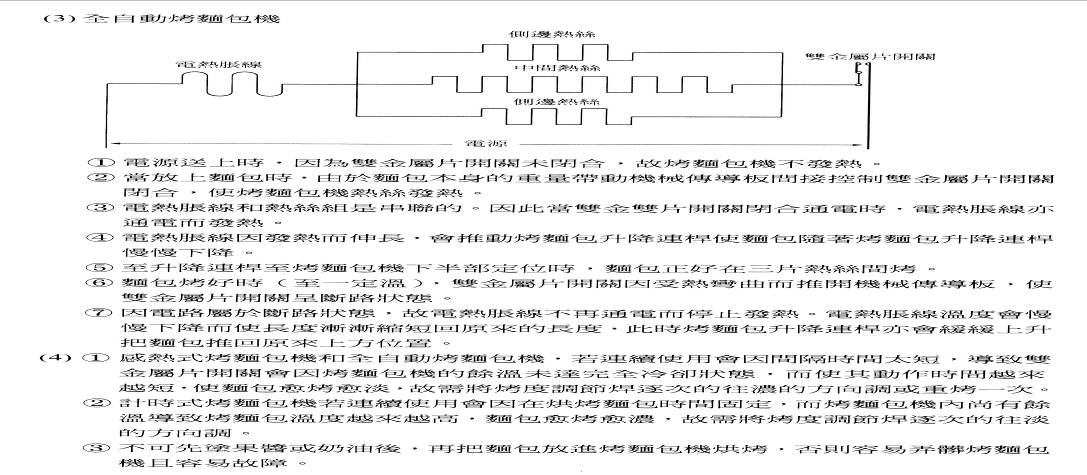 (3) 全自動烤麵包機
側邊熱絲
電熱脹線
中間熱絲
雙金屬片開關
側邊熱絲
電源
① 電源送上時,因為雙金屬片開關未閉合,故烤麵包機不發熱。
② 當放上麵包時,由於麵包本身的重量帶動機械傳導板間接控制雙金屬片開關
閉合,使烤麵包機熱絲發熱。
③ 電熱脹線和熱絲組是串聯的。因此當雙金雙片開關閉合通電時,電熱脹線亦
通電而發熱。
④ 電熱脹線因發熱而伸長,會推動烤麵包升降連桿使麵包隨著烤麵包升降連桿
慢慢下降。
⑤ 至升降連桿至烤麵包機下半部定位時,麵包正好在三片熱絲間烤。
⑥ 麵包烤好時(至一定溫),雙金屬片開關因受熱彎曲而推開機械傳導板,使
雙金屬片開關呈斷路狀態。
⑦ 因電路屬於斷路狀態,故電熱脹線不再通電而停止發熱。電熱脹線溫度會慢
慢下降而使長度漸漸縮短回原來的長度,此時烤麵包升降連桿亦會緩緩上升
把麵包推回原來上方位置。
(4) ① 感熱式烤麵包機和全自動烤麵包機,若連續使用會因間隔時間太短,導致雙
金屬片開關會因烤麵包機的餘溫未達完全冷卻狀態,而使其動作時間越來
越短,使麵包愈烤愈淡,故需將烤度調節焊逐次的往濃的方向調或重烤一次。
② 計時式烤麵包機若連續使用會因在烘烤麵包時間固定,而烤麵包機內尚有餘
溫導致烤麵包溫度越來越高,麵包愈烤愈濃,故需將烤度調節焊逐次的往淡
的方向調。
③ 不可先塗果醬或奶油後,再把麵包放進烤麵包機烘烤,否則容易弄髒烤麵包
機且容易故障。